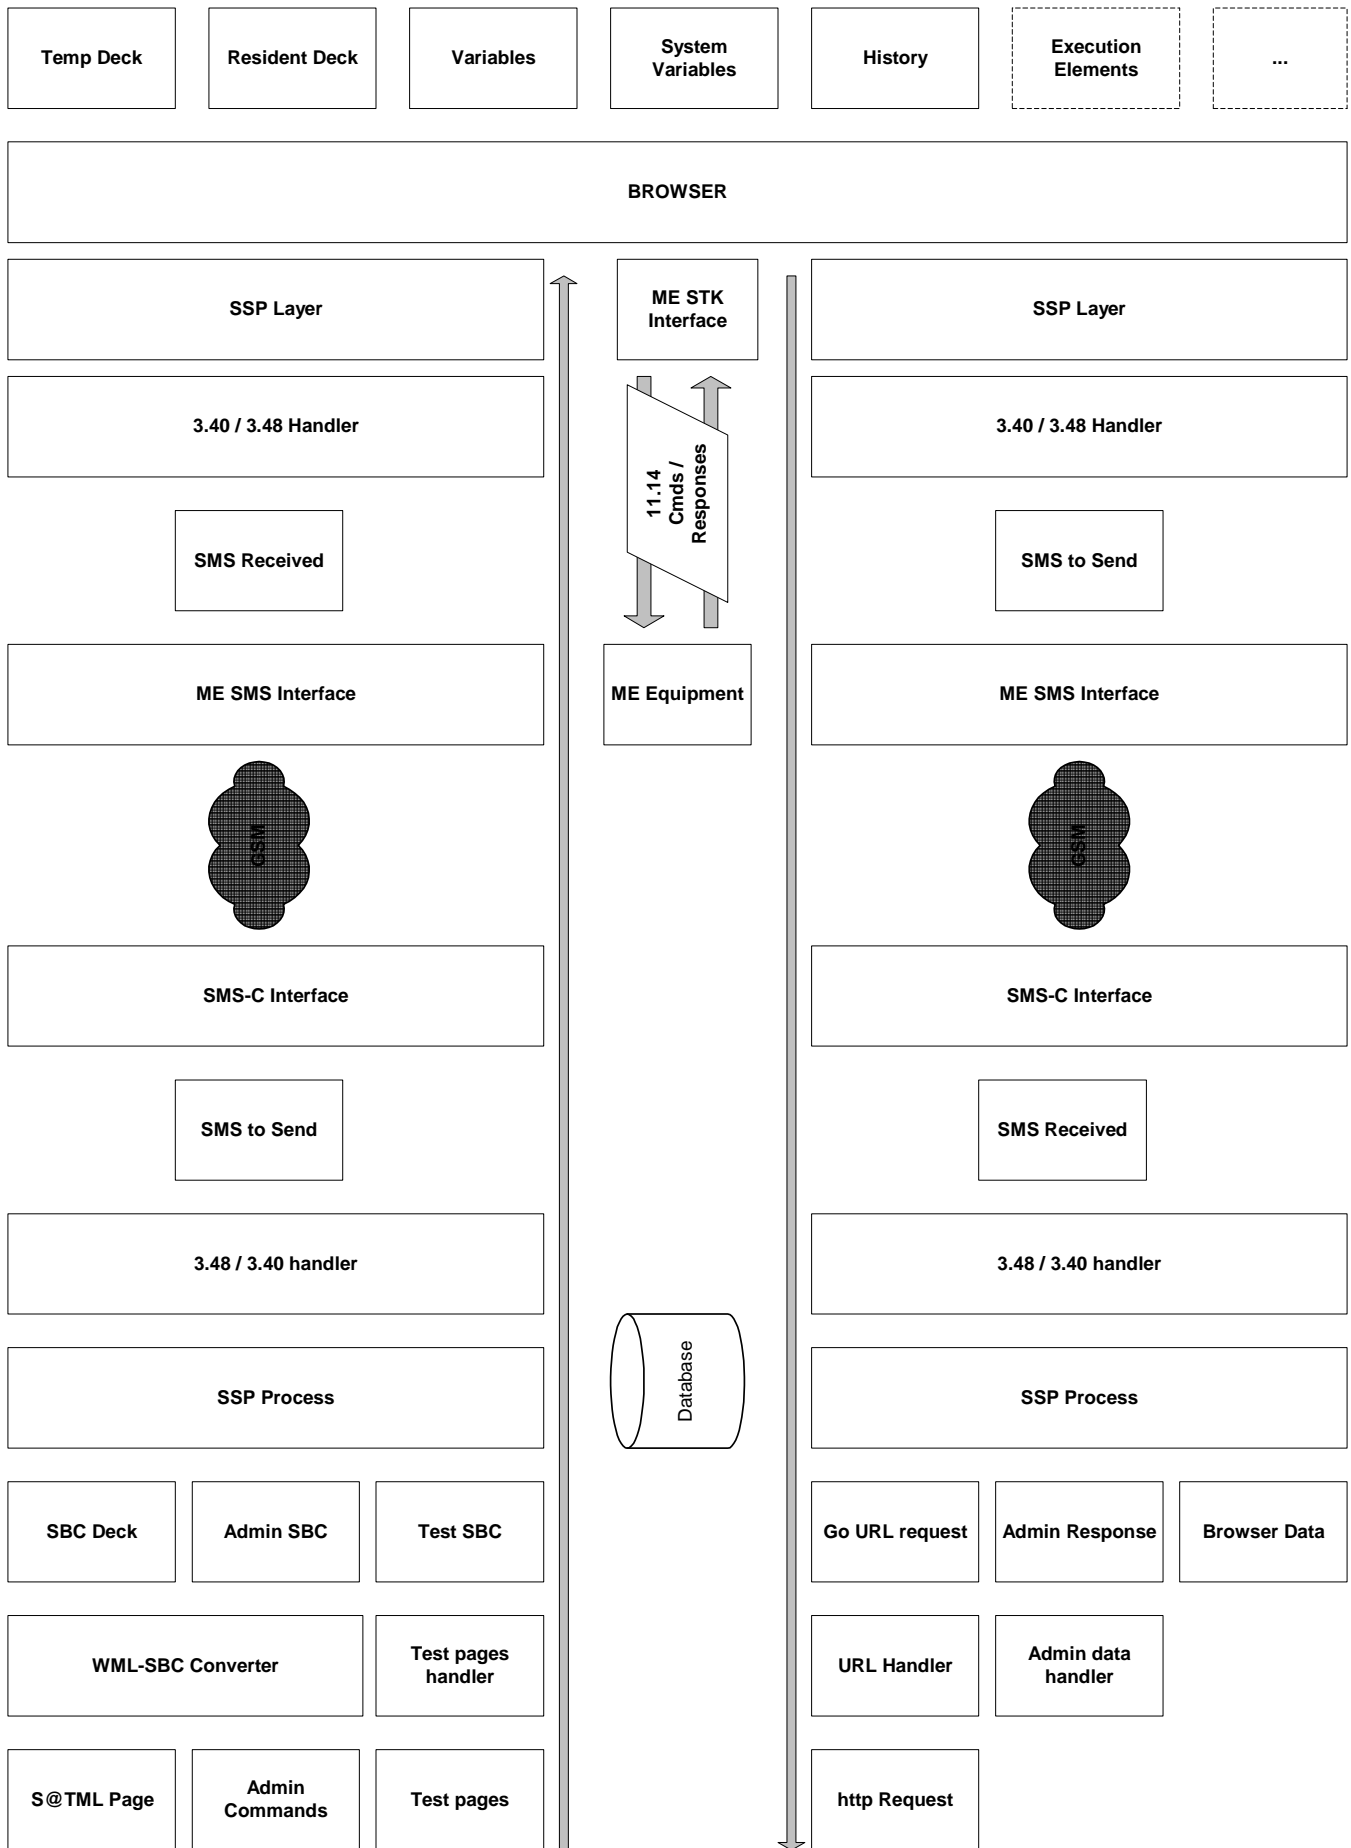 Temp Deck
Resident Deck
Variables
System
Variables
History
Execution
Elements
...
BROWSER
SSP Layer
ME STK
Interface
SSP Layer
3.40 / 3.48 Handler
11.14
Cmds /
Responses
3.40 / 3.48 Handler
SMS Received
SMS to Send
ME SMS Interface
ME Equipment
ME SMS Interface
GSM
GSM
SMS-C Interface
SMS-C Interface
SMS to Send
SMS Received
3.48 / 3.40 handler
3.48 / 3.40 handler
SSP Process
Database
SSP Process
SBC Deck
Admin SBC
Test SBC
Go URL request
Admin Response
Browser Data
WML-SBC Converter
Test pages
handler
URL Handler
Admin data
handler
S@TML Page
Admin
Commands
Test pages
http Request